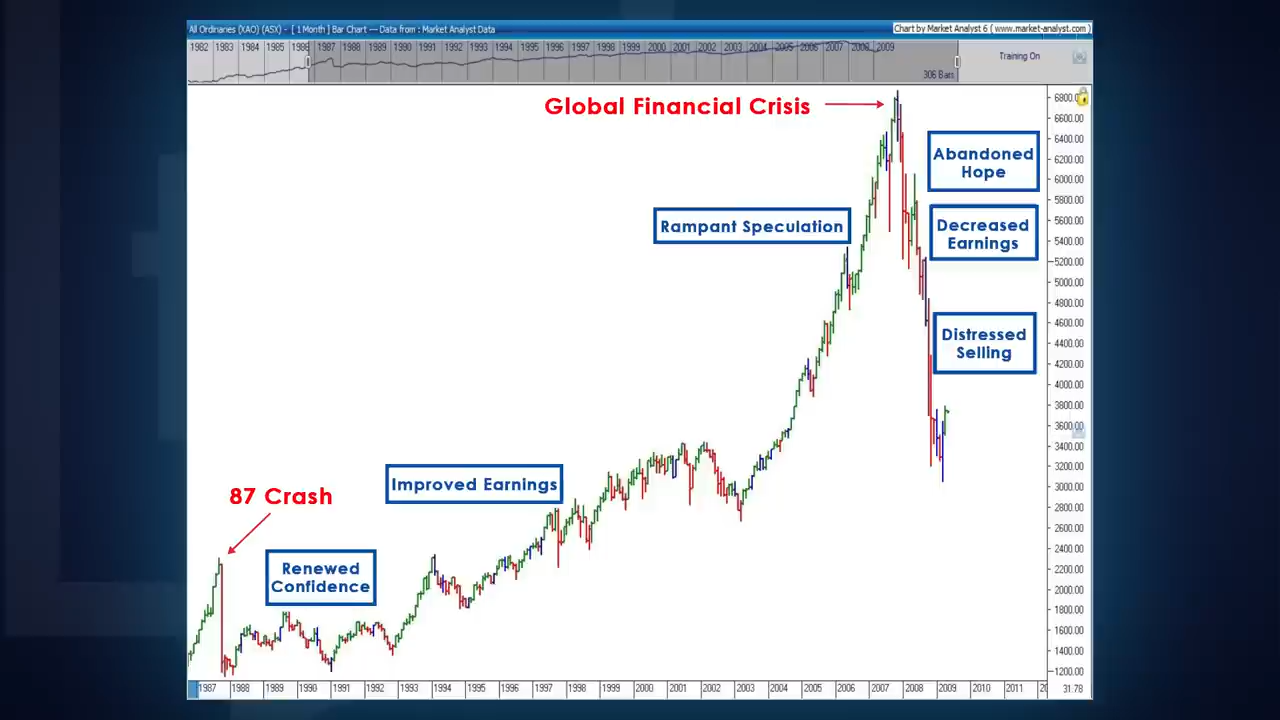 All Ordinaries (XAO) (ASX) - [ 1 Month ] Bar Chart --- Data from : Market Analyst Data
Chart by Market Analyst 6 ( www.market-analyst.com )
1982 1983 1984 1985 1986 1987 1988 1989 1990 1991 1992 1993 1994 1995 1996 1997 1998 1999 2000 2001 2002 2003 2004 2005 2006 2007 2008 2009
Training On
306 Bars
Global Financial Crisis
Abandoned
Hope
Rampant Speculation
Decreased
Earnings
Distressed
Selling
Improved Earnings
87 Crash
Renewed
Confidence
6800.00
6600.00
6400.00
6200.00
6000.00
5800.00
5600.00
5400.00
5200.00
5000.00
4800.00
4600.00
4400.00
4200.00
4000.00
3800.00
3600.00
3400.00
3200.00
3000.00
2800.00
2600.00
2400.00
2200.00
2000.00
1800.00
1600.00
1400.00
1200.00
1987 1988 1989 1990 1991 1992 1993 1994 1995 1996 1997 1998 1999 2000 2001 2002 2003 2004 2005 2006 2007 2008 2009 2010 2011 20
31.78